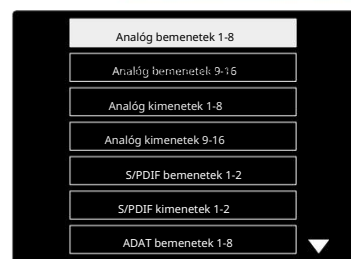 Analóg bemenetek 1-8
Analóg bemenetek 9-16
Analóg kimenetek 1-8
Analóg kimenetek 9-16
S/PDIF bemenetek 1-2
S/PDIF kimenetek 1-2
ADAT bemenetek 1-8